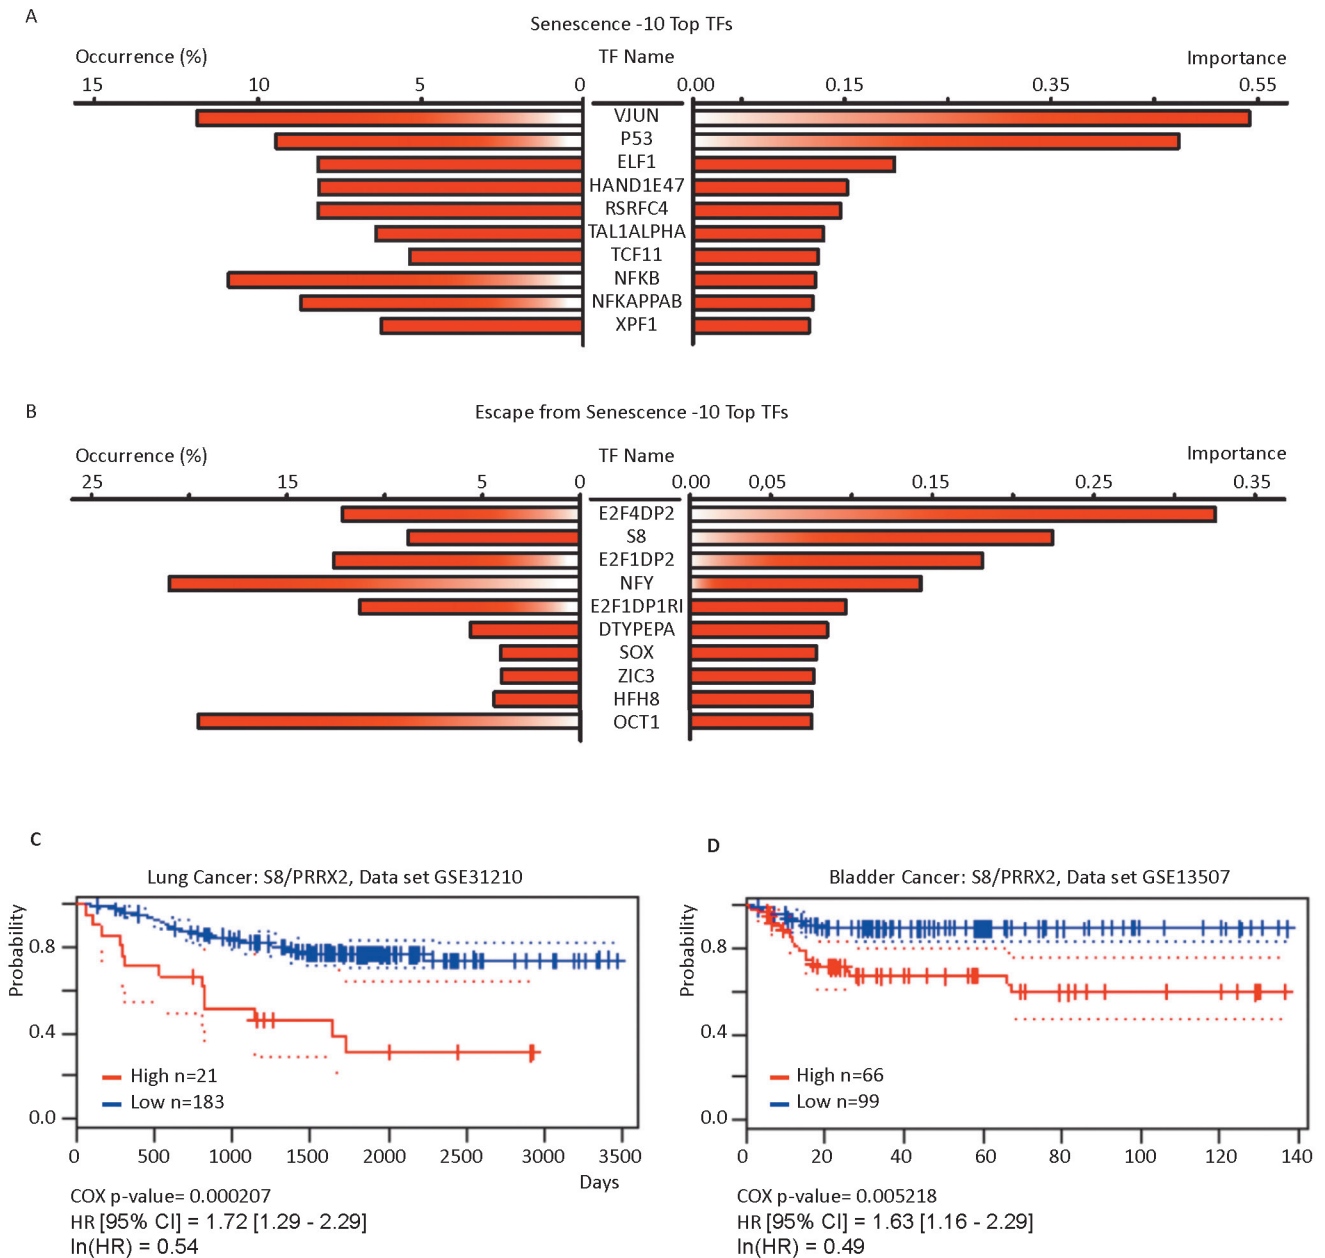 A
Senescence -10 Top TFs
Occurrence (%) TF Name Importance
15 10 5 0 0.00 0.15 0.35 0.55
VJUN
P53
ELF1
HAND1E47
RSRFC4
TAL1ALPHA
TCF11
NFKB
NFKAPPAB
XPF1
B
Escape from Senescence -10 Top TFs
Occurrence (%) TF Name Importance
25 15 5 0 0.00 0,05 0.15 0.25 0.35
E2F4DP2
S8
E2F1DP2
NFY
E2F1DP1RI
DTYPEPA
SOX
ZIC3
HFH8
OCT1
C
Lung Cancer: S8/PRRX2, Data set GSE31210
Probability
0.8
0.4
0.0
High n=21
Low n=183
0 500 1000 1500 2000 2500 3000 3500
Days
COX p-value= 0.000207
HR [95% CI] = 1.72 [1.29 - 2.29]
ln(HR) = 0.54
D
Bladder Cancer: S8/PRRX2, Data set GSE13507
Probability
0.8
0.4
0.0
High n=66
Low n=99
0 20 40 60 80 100 120 140
COX p-value= 0.005218
HR [95% CI] = 1.63 [1.16 - 2.29]
ln(HR) = 0.49